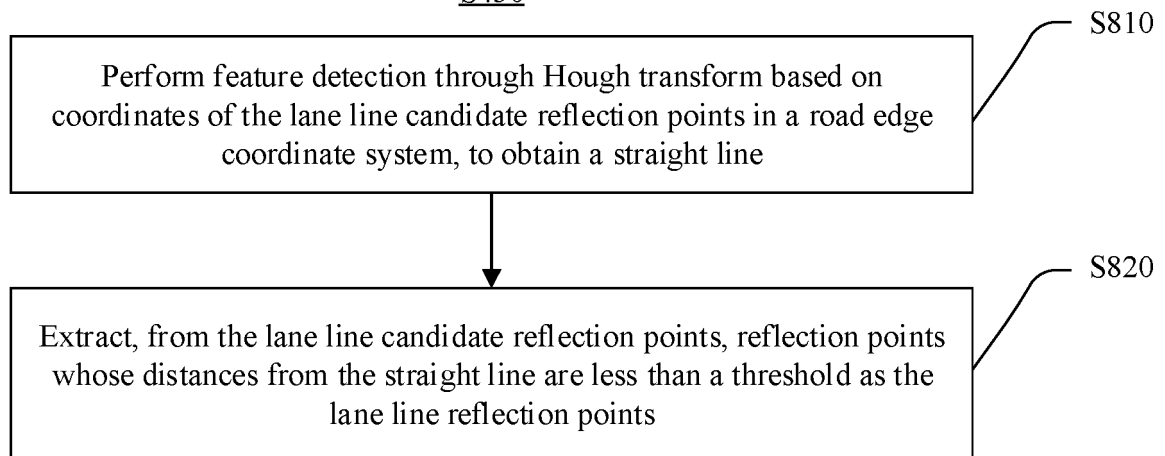 S810
Perform feature detection through Hough transform based on
coordinates of the lane line candidate reflection points in a road edge
coordinate system, to obtain a straight line
S820
Extract, from the lane line candidate reflection points, reflection points
whose distances from the straight line are less than a threshold as the
lane line reflection points